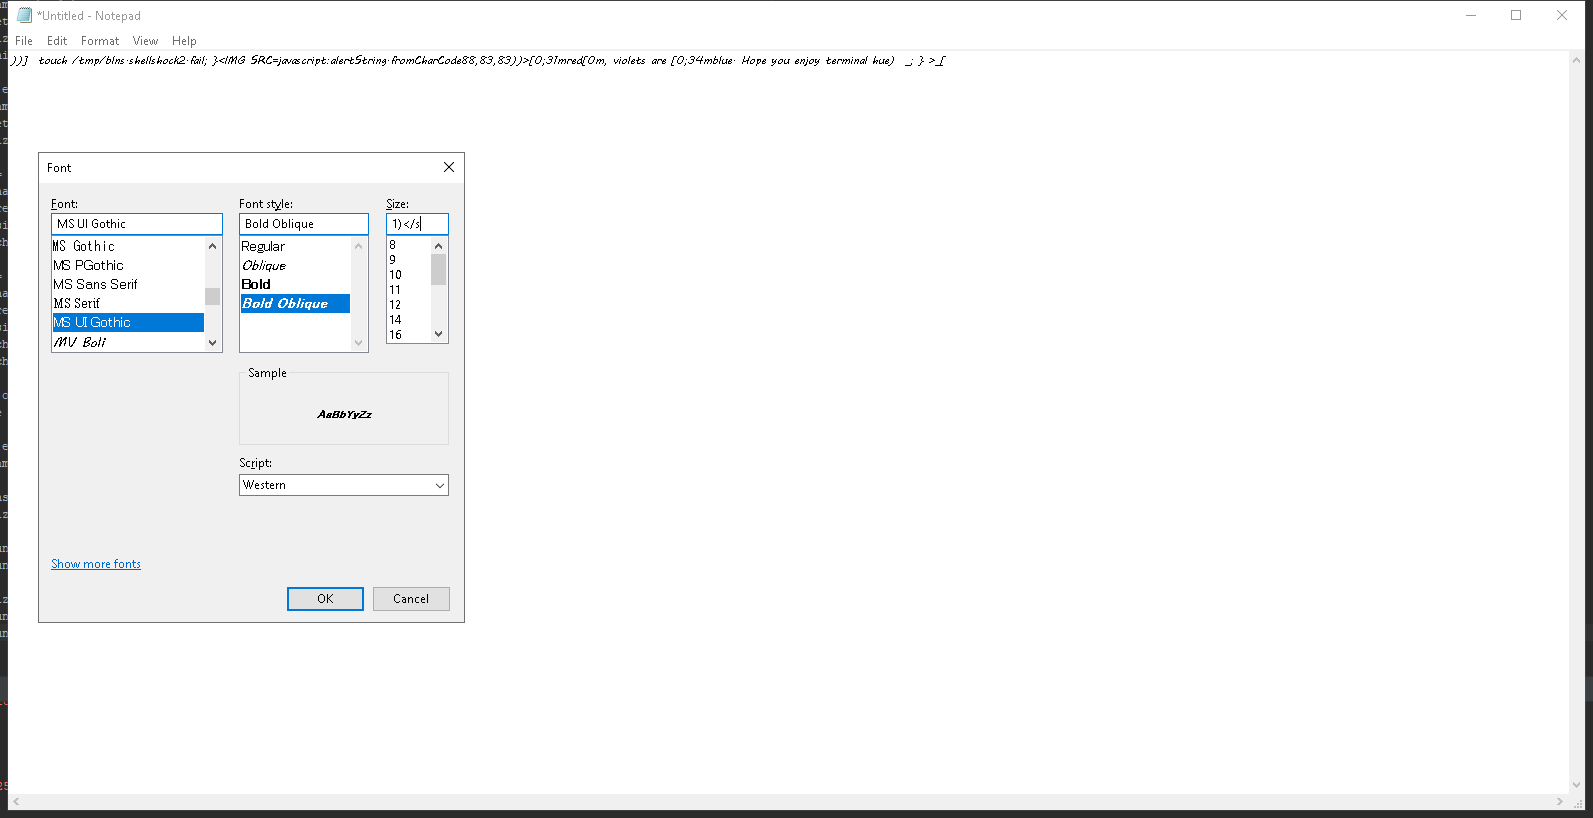 *Untitled - Notepad
File Edit Format View Help
))] touch /tmp/blns.shellshock2.fail; }<IMG SRC=javascript:alertString.fromCharCode88,83,83))>[0;31mred[0m, violets are [0;34mblue. Hope you enjoy terminal hue) _; } >_[
Font
Font: Font style: Size:
MS UI Gothic Bold Oblique 1)</s
MS Gothic Regular 8
MS PGothic Oblique 9
MS Sans Serif Bold 10
MS Serif Bold Oblique 11
MS UI Gothic 12
MV Boli 14
16
Sample
AaBbYyZz
Script:
Western
Show more fonts
OK Cancel